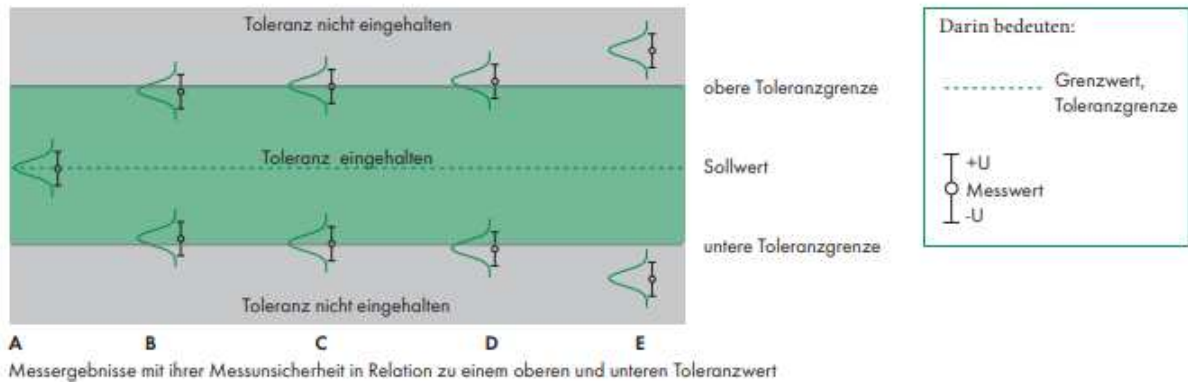 Toleranz nicht eingehalten
obere Toleranzgrenze
Toleranz eingehalten
Sollwert
untere Toleranzgrenze
Toleranz nicht eingehalten
A B C D E
Messergebnisse mit ihrer Messunsicherheit in Relation zu einem oberen und unteren Toleranzwert
Darin bedeuten:
Grenzwert,
Toleranzgrenze
+U
Messwert
-U